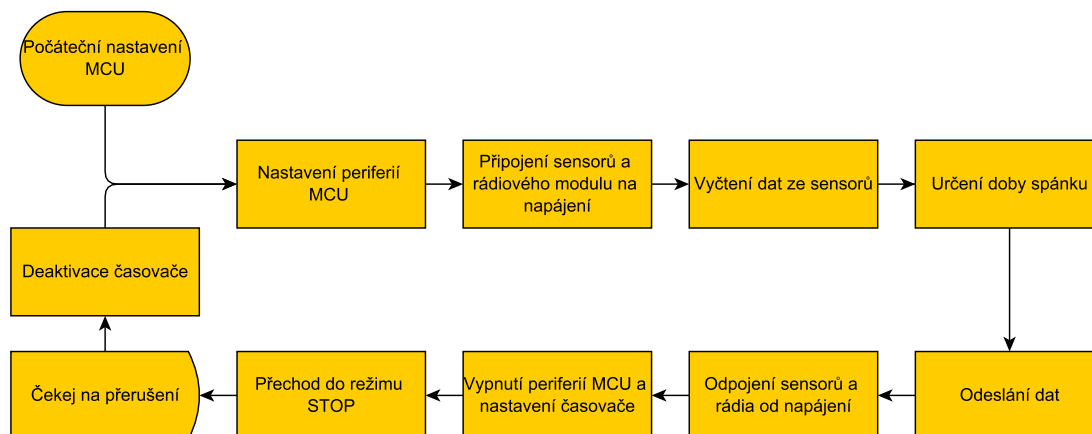 Počáteční nastavení
MCU
Nastavení periferií
MCU
Připojení sensorů a
rádiového modulu na
napájení
Vyčtení dat ze sensorů
Určení doby spánku
Odeslání dat
Odpojení sensorů a
rádia od napájení
Vypnutí periferií MCU a
nastavení časovače
Přechod do režimu
STOP
Čekej na přerušení
Deaktivace časovače